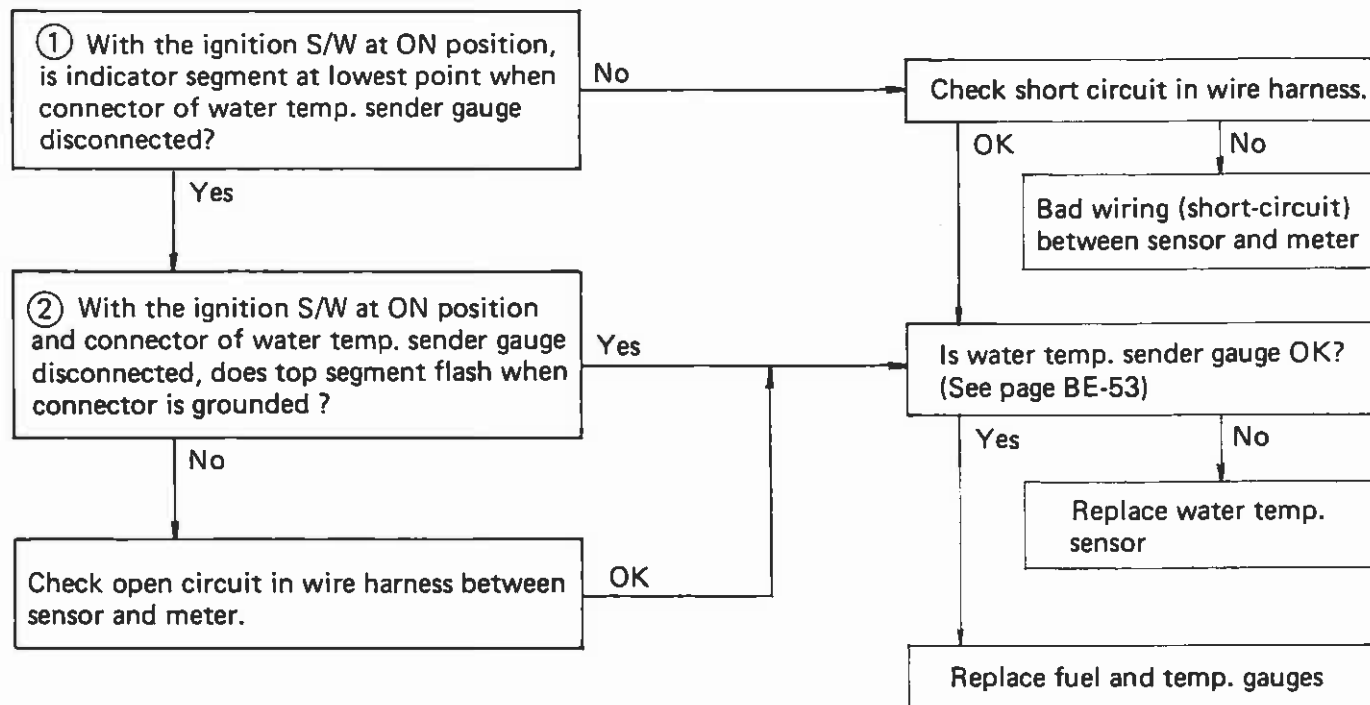 ① With the ignition S/W at ON position,
is indicator segment at lowest point when
connector of water temp. sender gauge
disconnected?
No
Check short circuit in wire harness.
OK
No
Yes
Bad wiring (short-circuit)
between sensor and meter
② With the ignition S/W at ON position
and connector of water temp. sender gauge
disconnected, does top segment flash when
connector is grounded ?
Yes
Is water temp. sender gauge OK?
(See page BE-53)
Yes
No
No
Replace water temp.
sensor
Check open circuit in wire harness between
sensor and meter.
OK
Replace fuel and temp. gauges